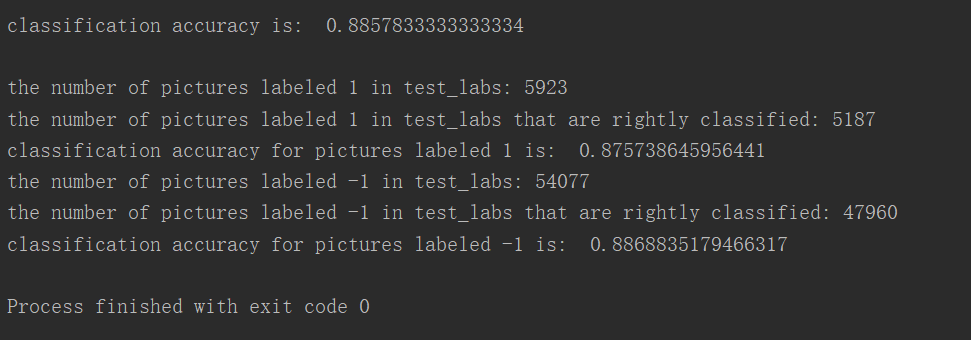 classification accuracy is:  0.8857833333333334
the number of pictures labeled 1 in test_labs: 5923
the number of pictures labeled 1 in test_labs that are rightly classified: 5187
classification accuracy for pictures labeled 1 is:  0.875738645956441
the number of pictures labeled -1 in test_labs: 54077
the number of pictures labeled -1 in test_labs that are rightly classified: 47960
classification accuracy for pictures labeled -1 is:  0.8868835179466317
Process finished with exit code 0